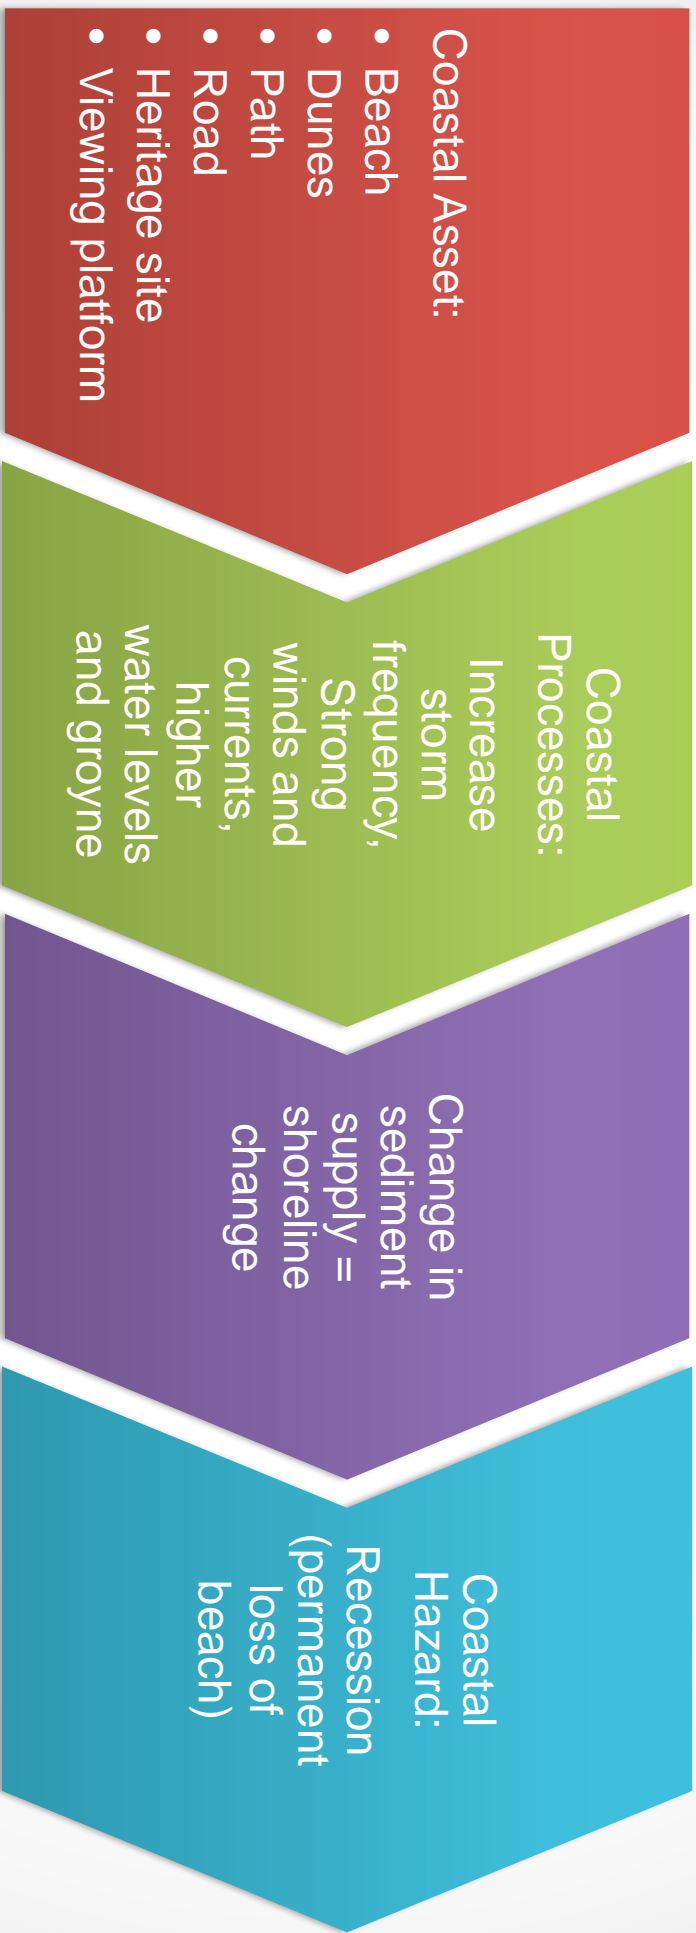 Coastal Asset:
• Beach
• Dunes
• Path
• Road
• Heritage site
• Viewing platform
Coastal
Processes:
Increase
storm
frequency,
Strong
winds and
currents,
higher
water levels
and groyne
Change in
sediment
supply =
shoreline
change
Coastal
Hazard:
Recession
(permanent
loss of
beach)